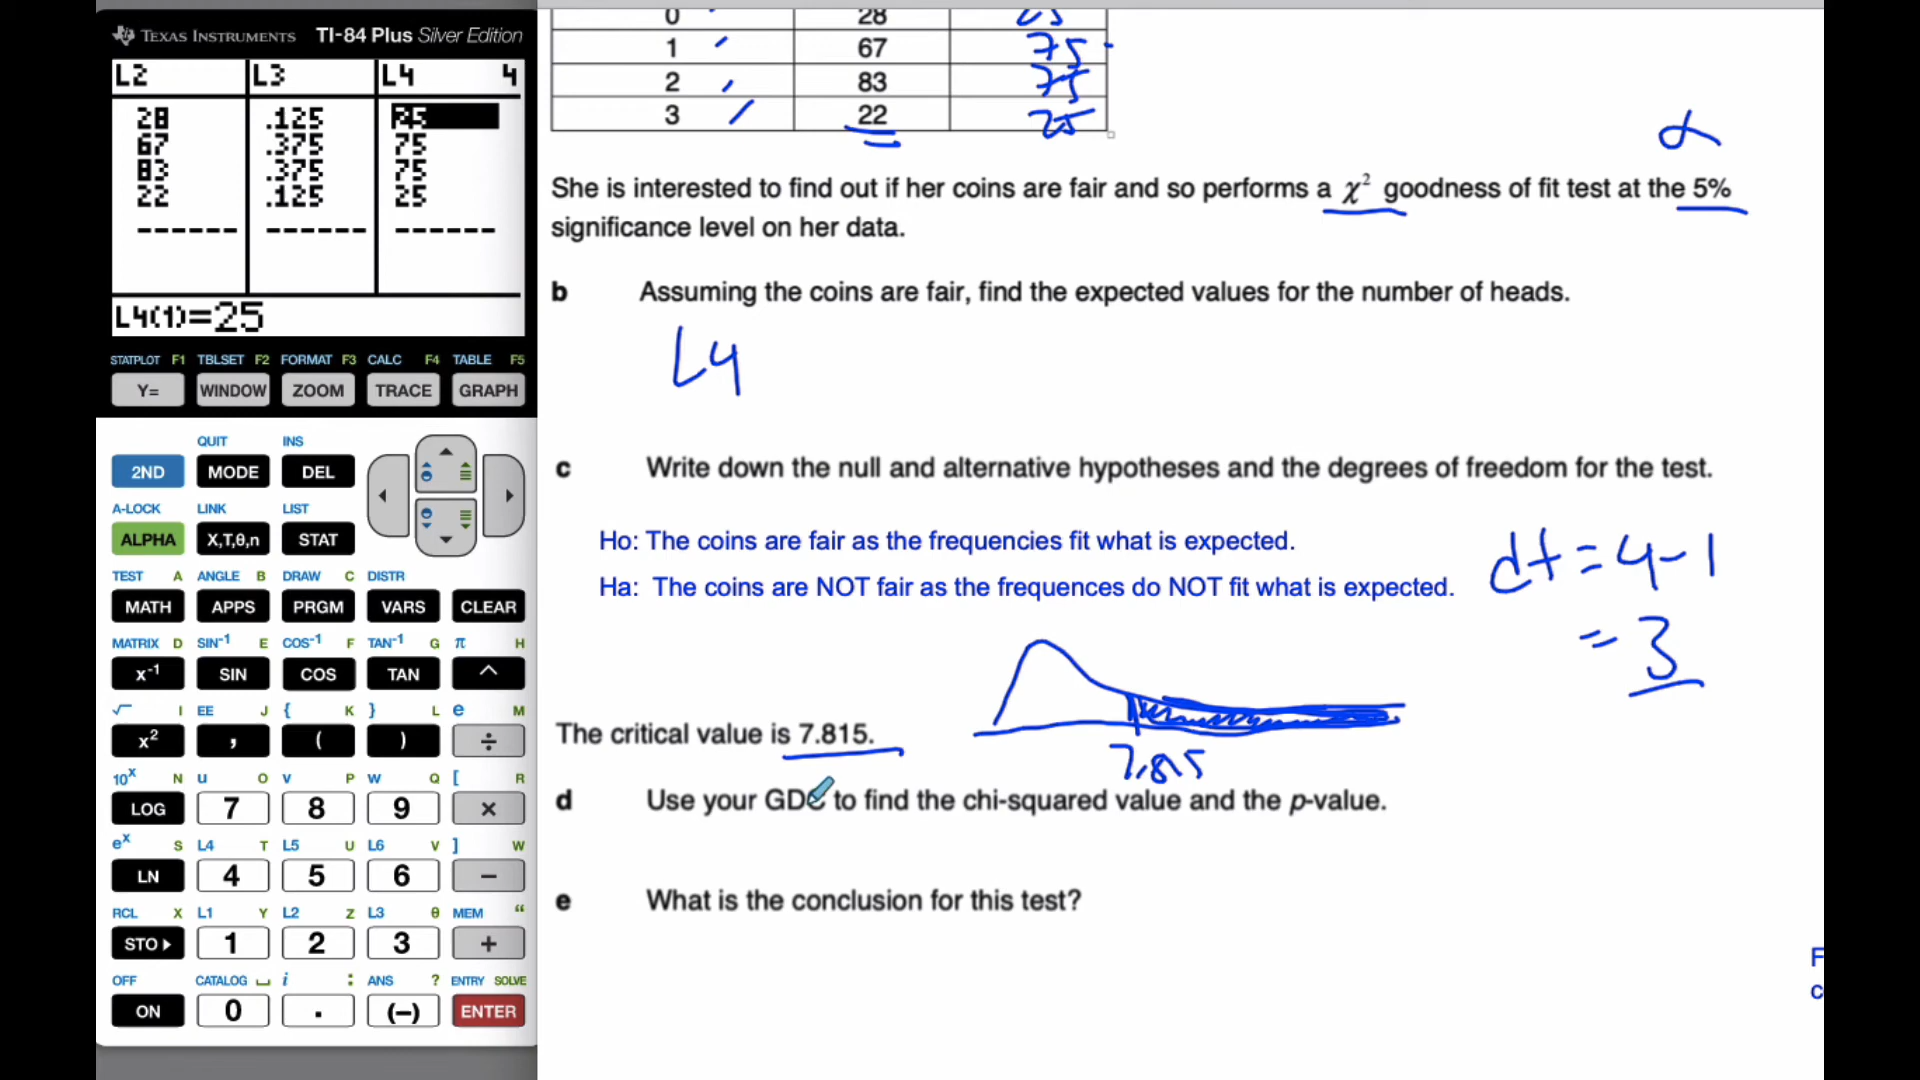 TEXAS INSTRUMENTS TI-84 Plus Silver Edition
L2 L3 L4 4
28 .125 25
67 .375 75
83 .375 75
22 .125 25
------ ------ ------
L4(1)=25
STATPLOT F1 TBLSET F2 FORMAT F3 CALC F4 TABLE F5
Y= WINDOW ZOOM TRACE GRAPH
QUIT INS
2ND MODE DEL
A-LOCK LINK LIST
ALPHA X,T,θ,n STAT
TEST A ANGLE B DRAW C DISTR
MATH APPS PRGM VARS CLEAR
MATRIX D SIN⁻¹ E COS⁻¹ F TAN⁻¹ G π H
x⁻¹ SIN COS TAN ^
√ I EE J { K } L e M
x² , ( ) ÷
10ˣ N u O v P w Q [ R
LOG 7 8 9 ×
eˣ S L4 T L5 U L6 V ] W
LN 4 5 6 −
RCL X L1 Y L2 Z L3 θ MEM “
STO▶ 1 2 3 +
OFF CATALOG ⎵ i : ANS ? ENTRY SOLVE
ON 0 . (−) ENTER
0 28 25
1 67 75
2 83 75
3 22 25
α
She is interested to find out if her coins are fair and so performs a χ² goodness of fit test at the 5%
significance level on her data.
b Assuming the coins are fair, find the expected values for the number of heads.
L4
c Write down the null and alternative hypotheses and the degrees of freedom for the test.
Ho: The coins are fair as the frequencies fit what is expected.
Ha: The coins are NOT fair as the frequences do NOT fit what is expected.
df = 4 - 1
= 3
The critical value is 7.815.
7.815
d Use your GDC to find the chi-squared value and the p-value.
e What is the conclusion for this test?
F
c